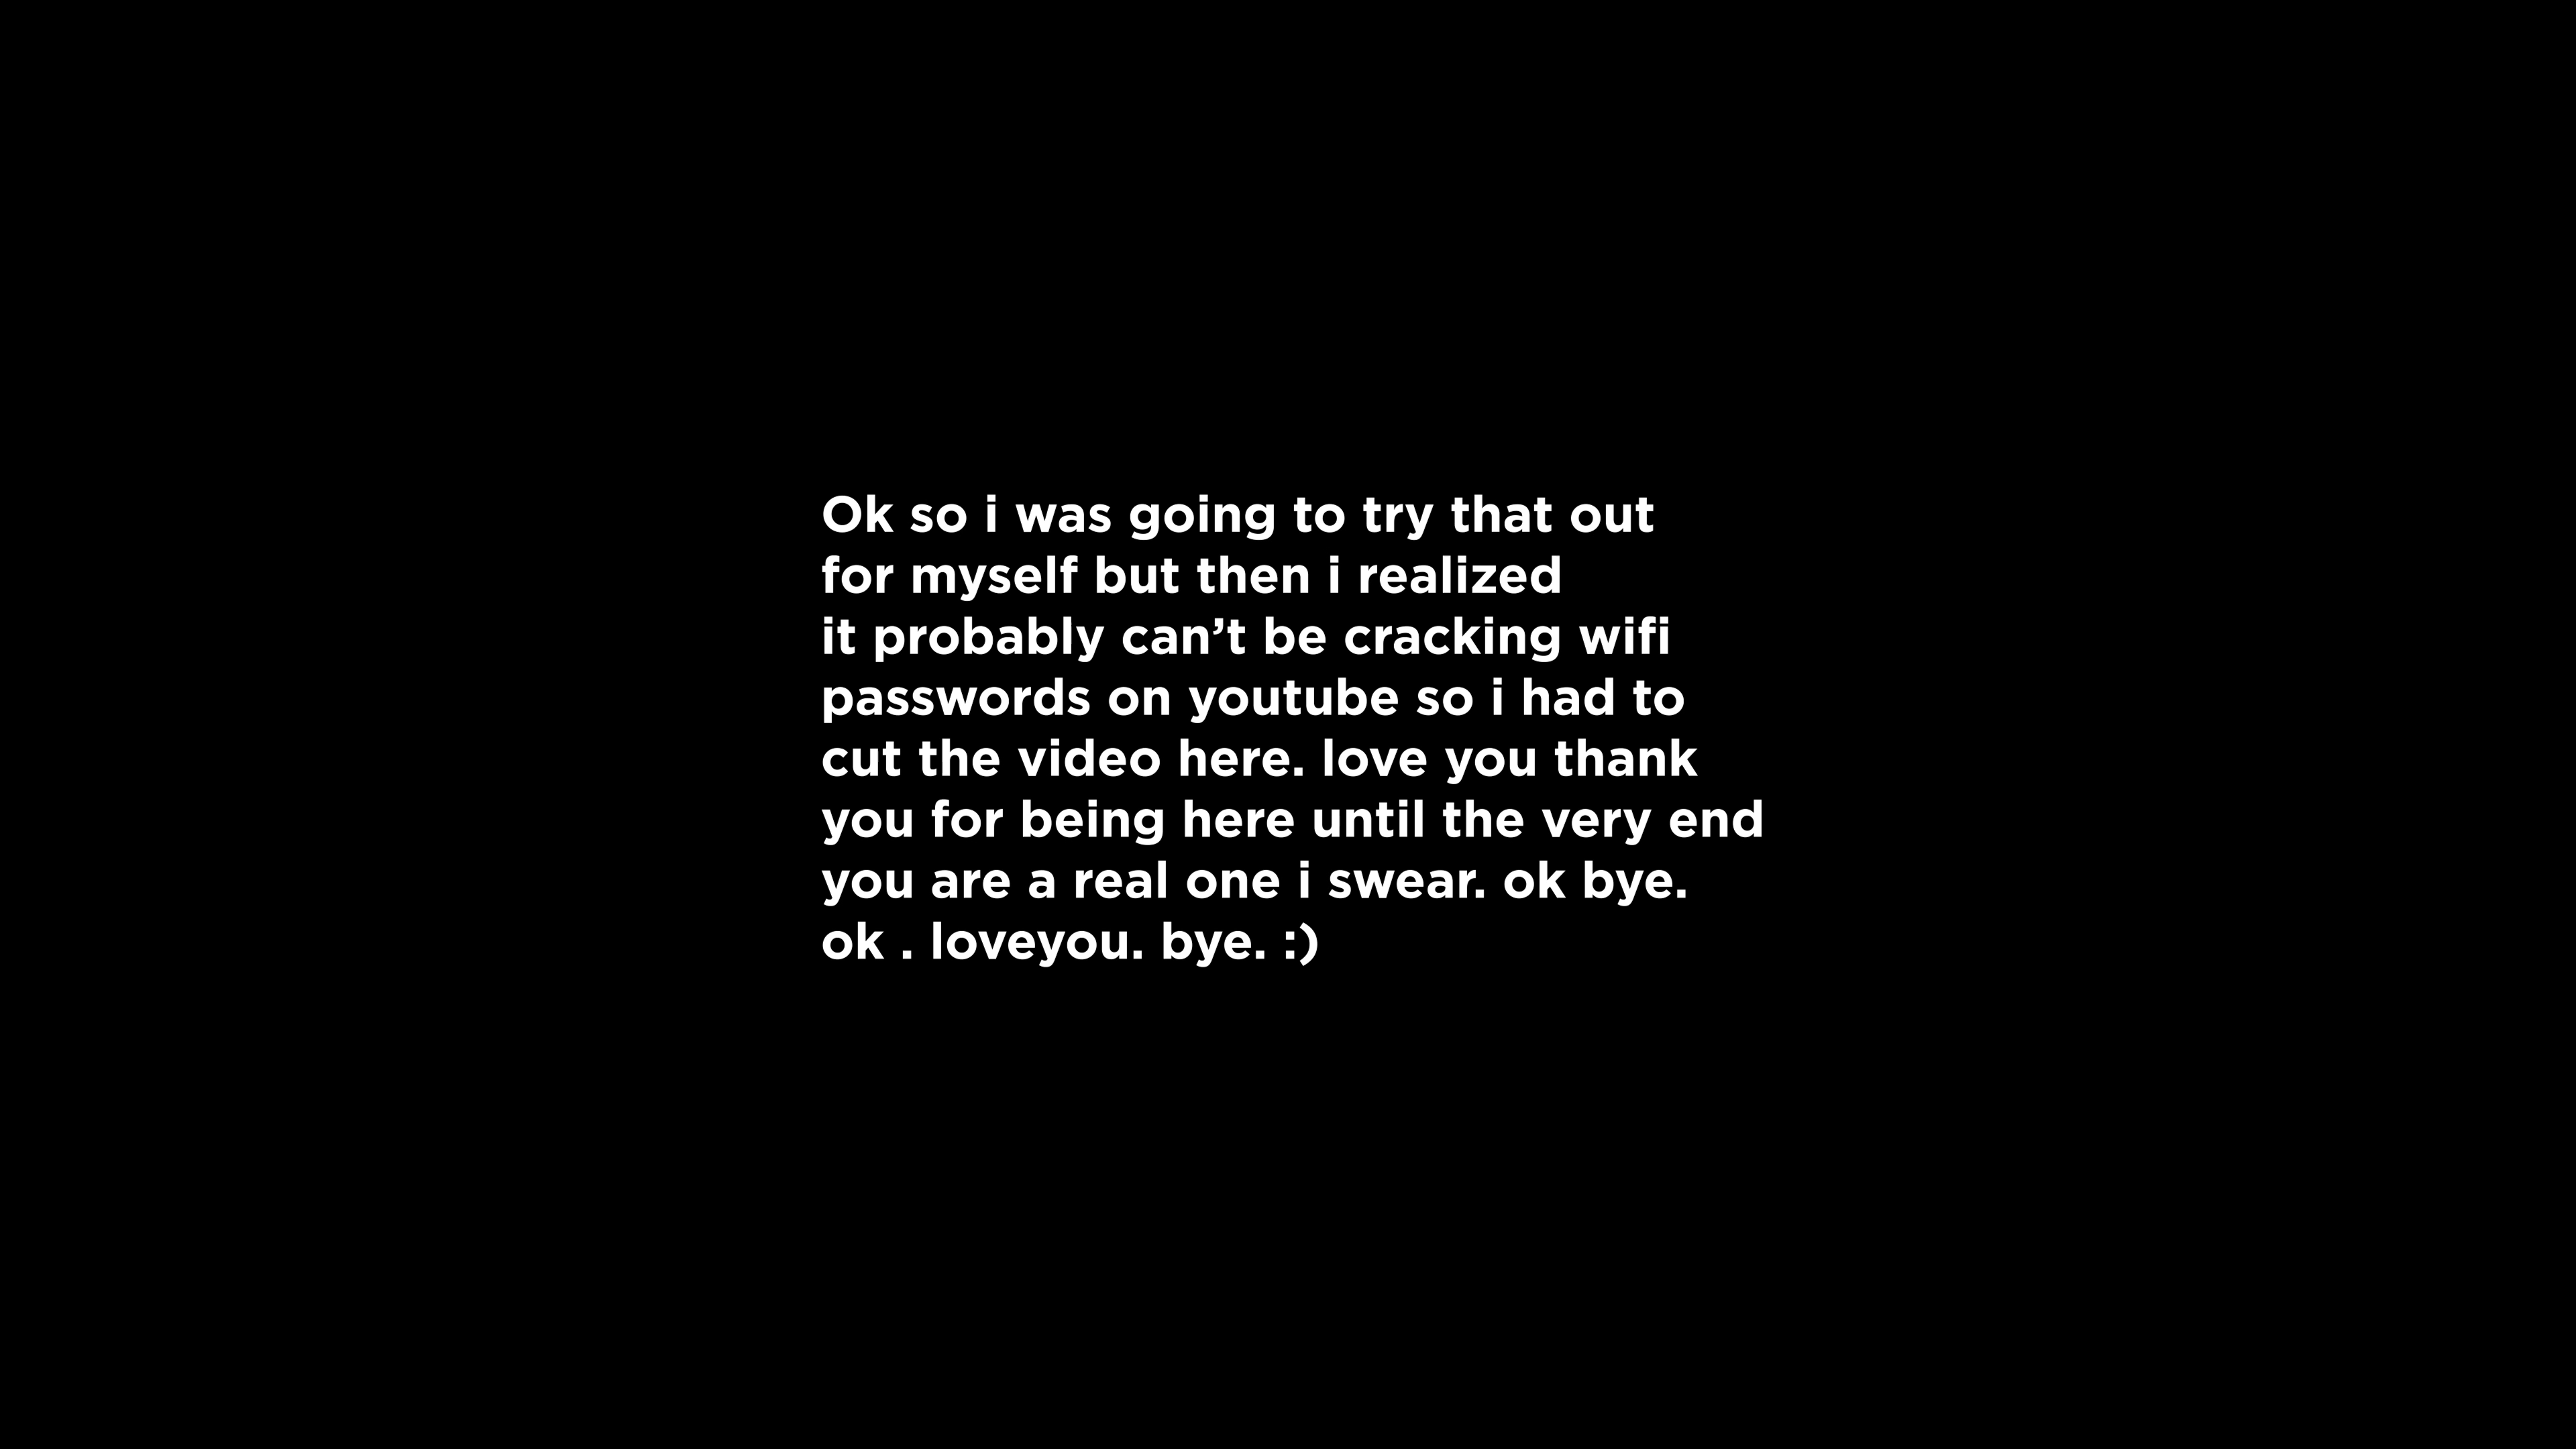 Ok so i was going to try that out
for myself but then i realized
it probably can’t be cracking wifi
passwords on youtube so i had to
cut the video here. love you thank
you for being here until the very end
you are a real one i swear. ok bye.
ok . loveyou. bye. :)